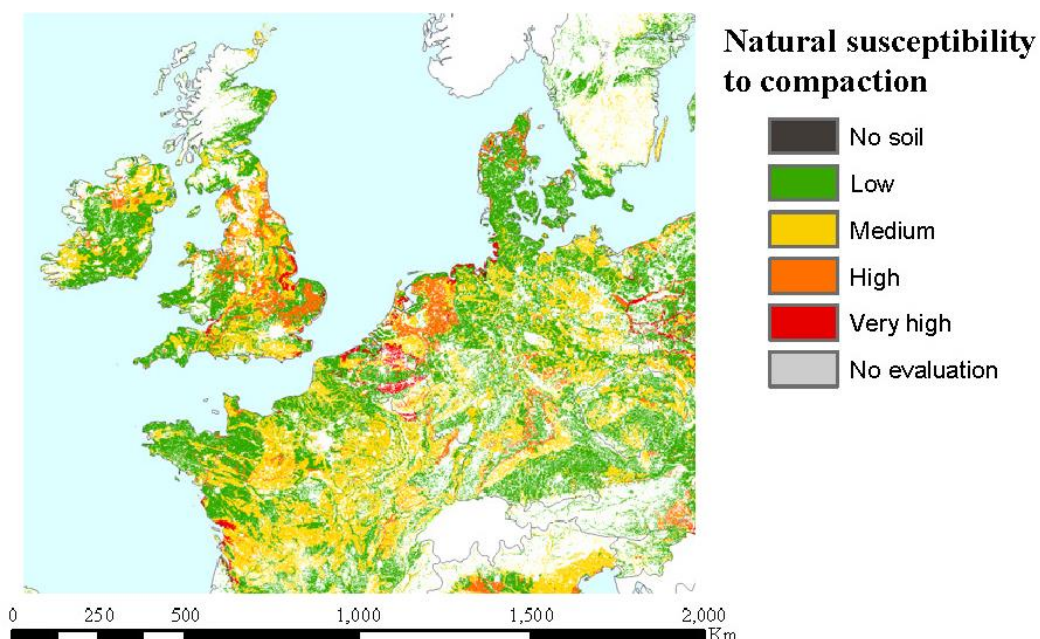 Natural susceptibility
to compaction
No soil
Low
Medium
High
Very high
No evaluation
0 250 500 1,000 1,500 2,000
Km